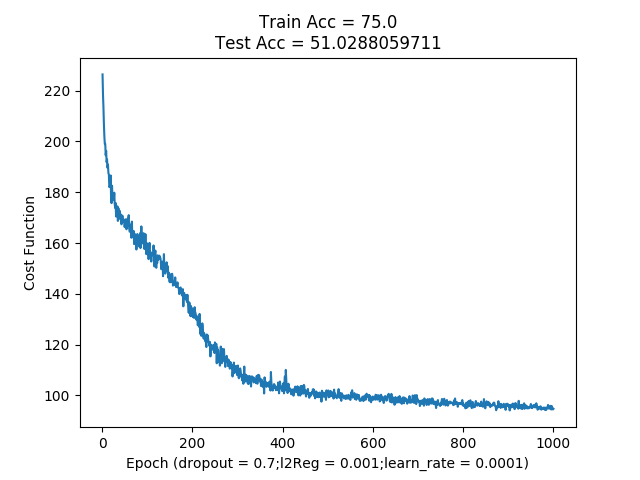 Train Acc = 75.0
Test Acc = 51.0288059711
220
200
180
160
140
120
100
Cost Function
0 200 400 600 800 1000
Epoch (dropout = 0.7;l2Reg = 0.001;learn_rate = 0.0001)